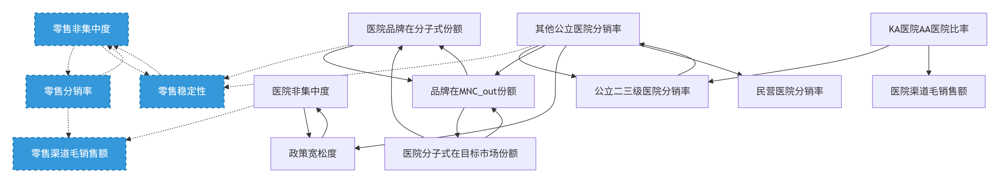 零售非集中度
医院品牌在分子式份额
其他公立医院分销率
KA医院AA医院比率
零售分销率
零售稳定性
医院非集中度
品牌在MNC_out份额
公立二三级医院分销率
民营医院分销率
医院渠道毛销售额
零售渠道毛销售额
政策宽松度
医院分子式在目标市场份额